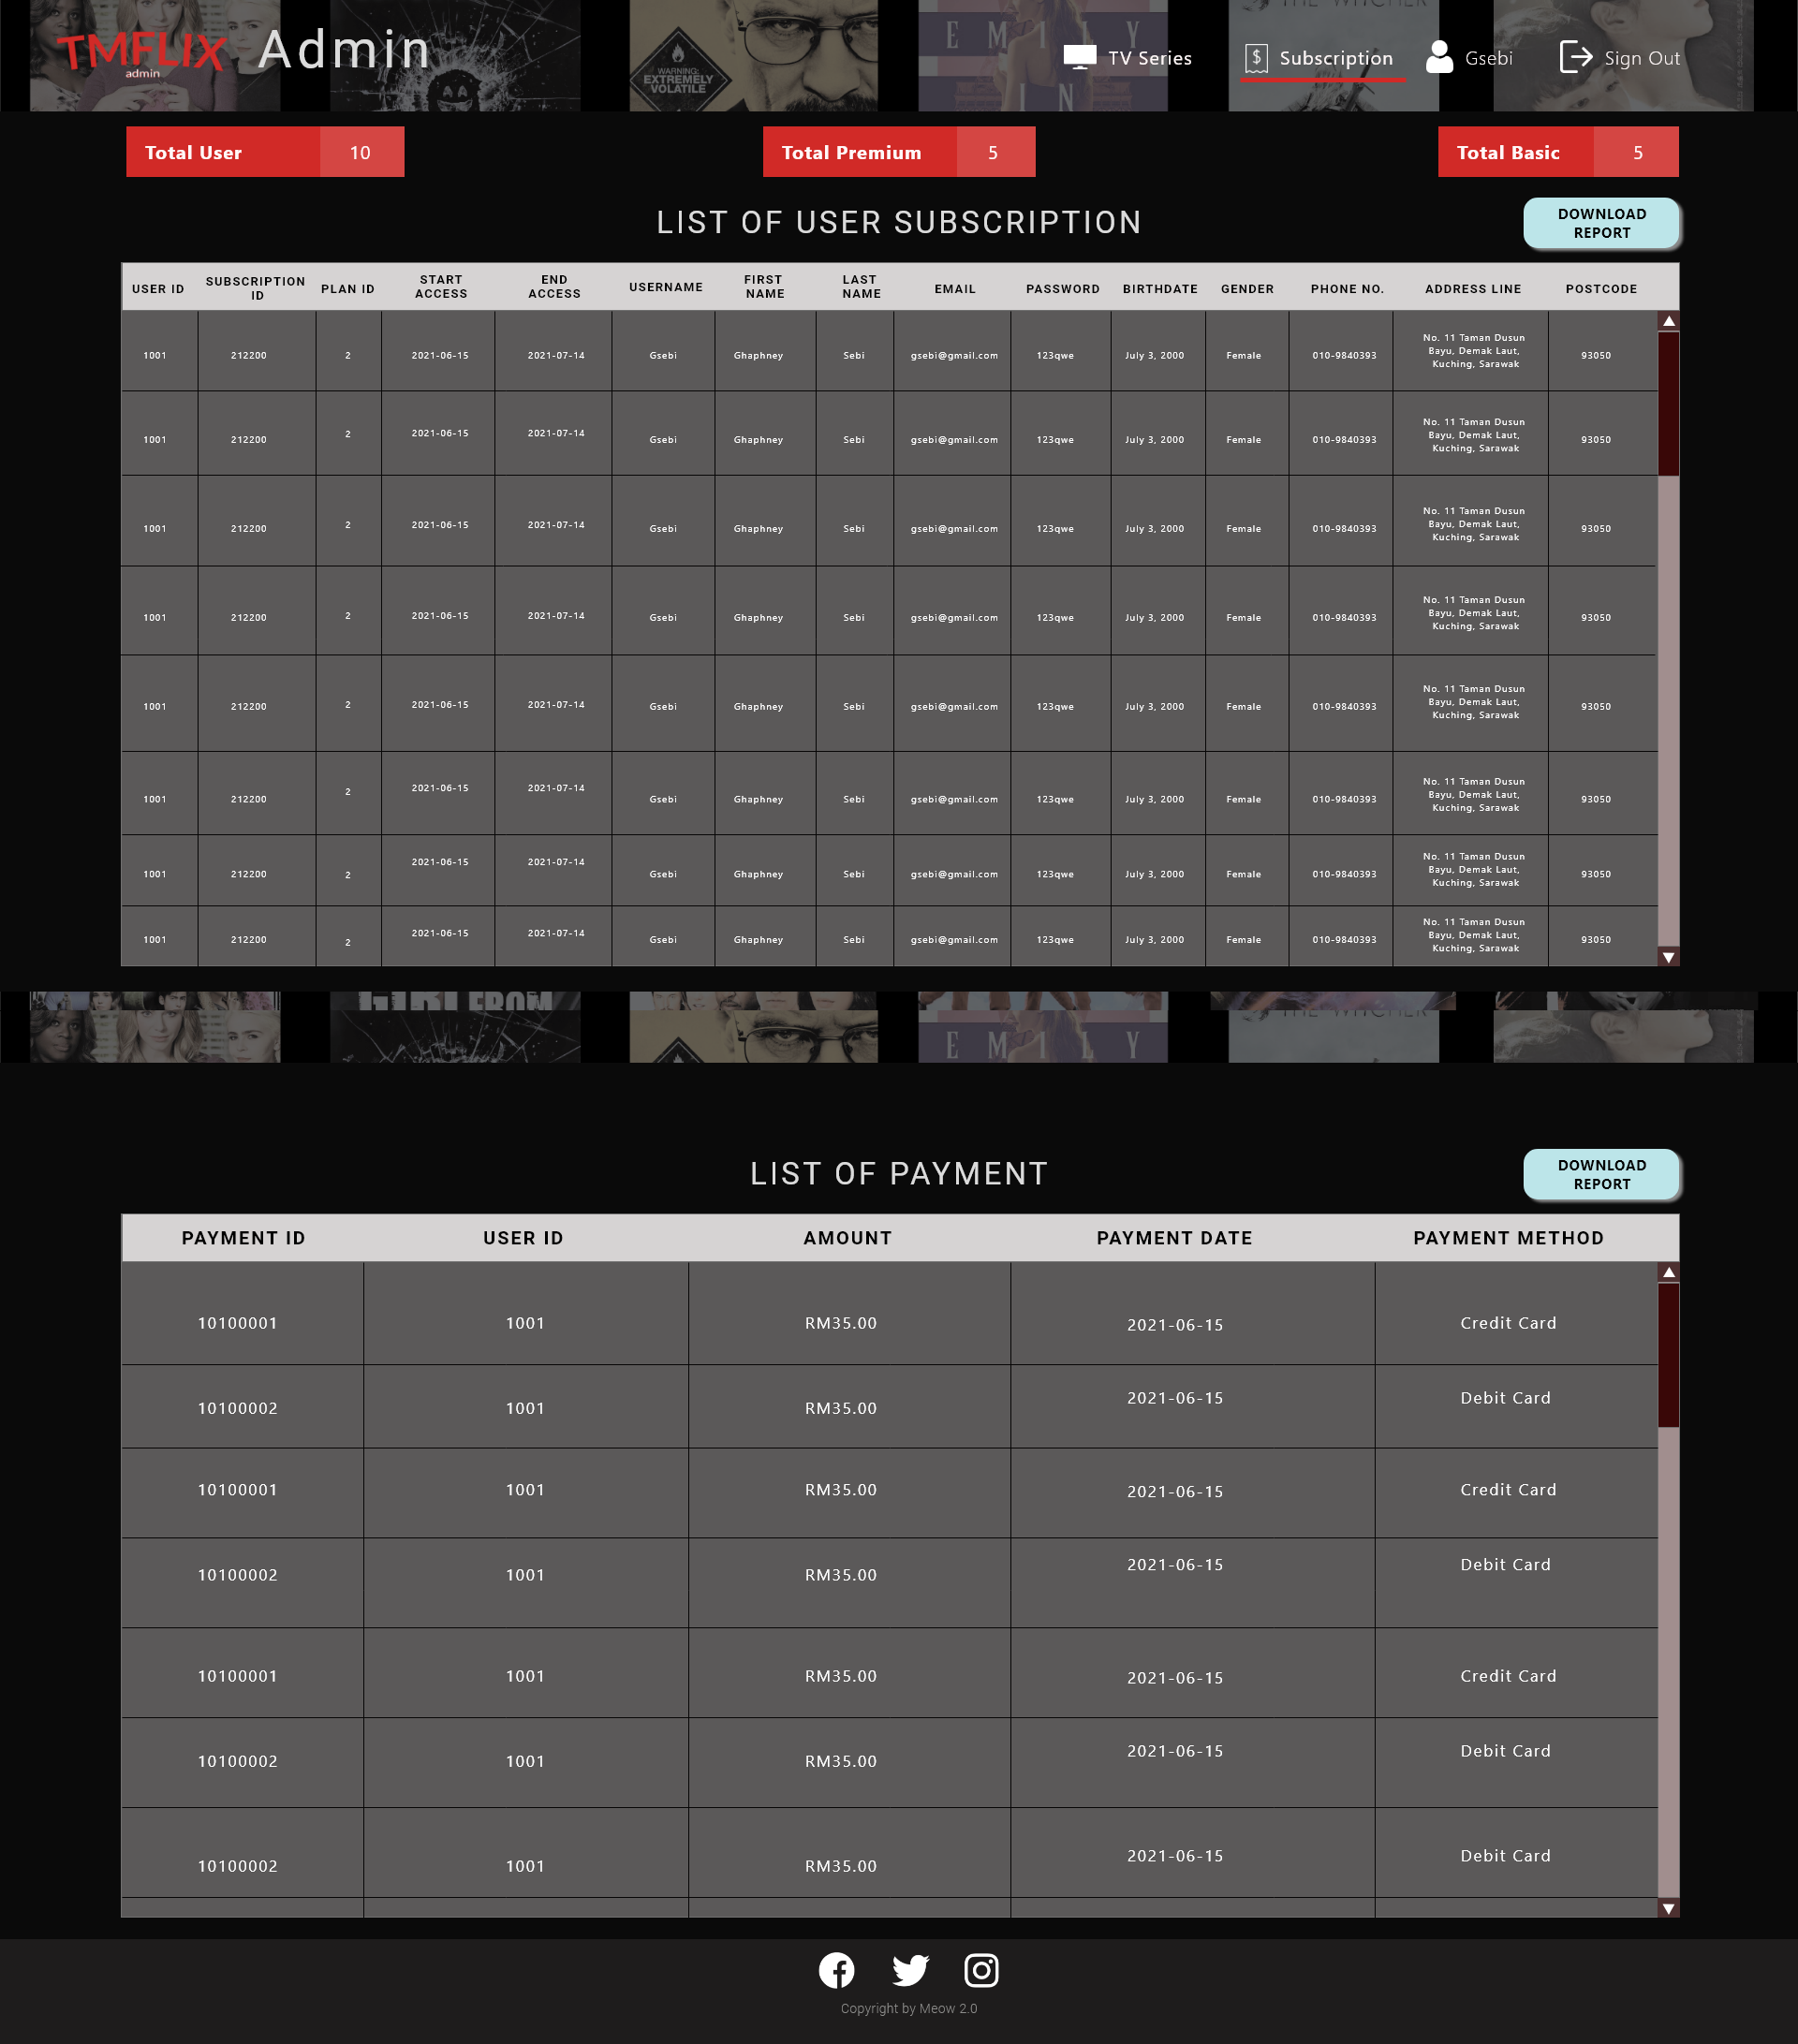 TMFLIX
admin
Admin
TV Series
Subscription
Gsebi
Sign Out
WARNING:
EXTREMELY
VOLATILE
EMILY
IN
Total User 10
Total Premium 5
Total Basic 5
LIST OF USER SUBSCRIPTION
DOWNLOAD
REPORT
USER ID SUBSCRIPTION ID PLAN ID START ACCESS END ACCESS USERNAME FIRST NAME LAST NAME EMAIL PASSWORD BIRTHDATE GENDER PHONE NO. ADDRESS LINE POSTCODE
1001 212200 2 2021-06-15 2021-07-14 Gsebi Ghaphney Sebi gsebi@gmail.com 123qwe July 3, 2000 Female 010-9840393 No. 11 Taman Dusun Bayu, Demak Laut, Kuching, Sarawak 93050
1001 212200 2 2021-06-15 2021-07-14 Gsebi Ghaphney Sebi gsebi@gmail.com 123qwe July 3, 2000 Female 010-9840393 No. 11 Taman Dusun Bayu, Demak Laut, Kuching, Sarawak 93050
1001 212200 2 2021-06-15 2021-07-14 Gsebi Ghaphney Sebi gsebi@gmail.com 123qwe July 3, 2000 Female 010-9840393 No. 11 Taman Dusun Bayu, Demak Laut, Kuching, Sarawak 93050
1001 212200 2 2021-06-15 2021-07-14 Gsebi Ghaphney Sebi gsebi@gmail.com 123qwe July 3, 2000 Female 010-9840393 No. 11 Taman Dusun Bayu, Demak Laut, Kuching, Sarawak 93050
1001 212200 2 2021-06-15 2021-07-14 Gsebi Ghaphney Sebi gsebi@gmail.com 123qwe July 3, 2000 Female 010-9840393 No. 11 Taman Dusun Bayu, Demak Laut, Kuching, Sarawak 93050
1001 212200 2 2021-06-15 2021-07-14 Gsebi Ghaphney Sebi gsebi@gmail.com 123qwe July 3, 2000 Female 010-9840393 No. 11 Taman Dusun Bayu, Demak Laut, Kuching, Sarawak 93050
1001 212200 2 2021-06-15 2021-07-14 Gsebi Ghaphney Sebi gsebi@gmail.com 123qwe July 3, 2000 Female 010-9840393 No. 11 Taman Dusun Bayu, Demak Laut, Kuching, Sarawak 93050
1001 212200 2 2021-06-15 2021-07-14 Gsebi Ghaphney Sebi gsebi@gmail.com 123qwe July 3, 2000 Female 010-9840393 No. 11 Taman Dusun Bayu, Demak Laut, Kuching, Sarawak 93050
GIRL FROM
THE WITCHER
EMILY
LIST OF PAYMENT
DOWNLOAD
REPORT
PAYMENT ID USER ID AMOUNT PAYMENT DATE PAYMENT METHOD
10100001 1001 RM35.00 2021-06-15 Credit Card
10100002 1001 RM35.00 2021-06-15 Debit Card
10100001 1001 RM35.00 2021-06-15 Credit Card
10100002 1001 RM35.00 2021-06-15 Debit Card
10100001 1001 RM35.00 2021-06-15 Credit Card
10100002 1001 RM35.00 2021-06-15 Debit Card
10100002 1001 RM35.00 2021-06-15 Debit Card
Copyright by Meow 2.0